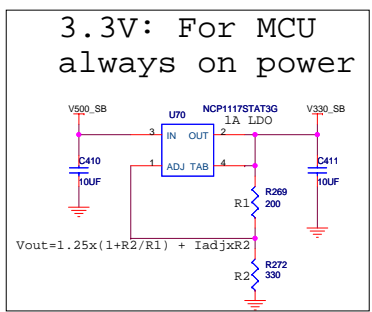 3.3V: For MCU
always on power
V500_SB
U70
NCP1117STAT3G
V330_SB
1A LDO
3 IN OUT 2
1 ADJ TAB 4
C410
10UF
C411
10UF
R1
R269
200
Vout=1.25x(1+R2/R1) + IadjxR2
R2
R272
330